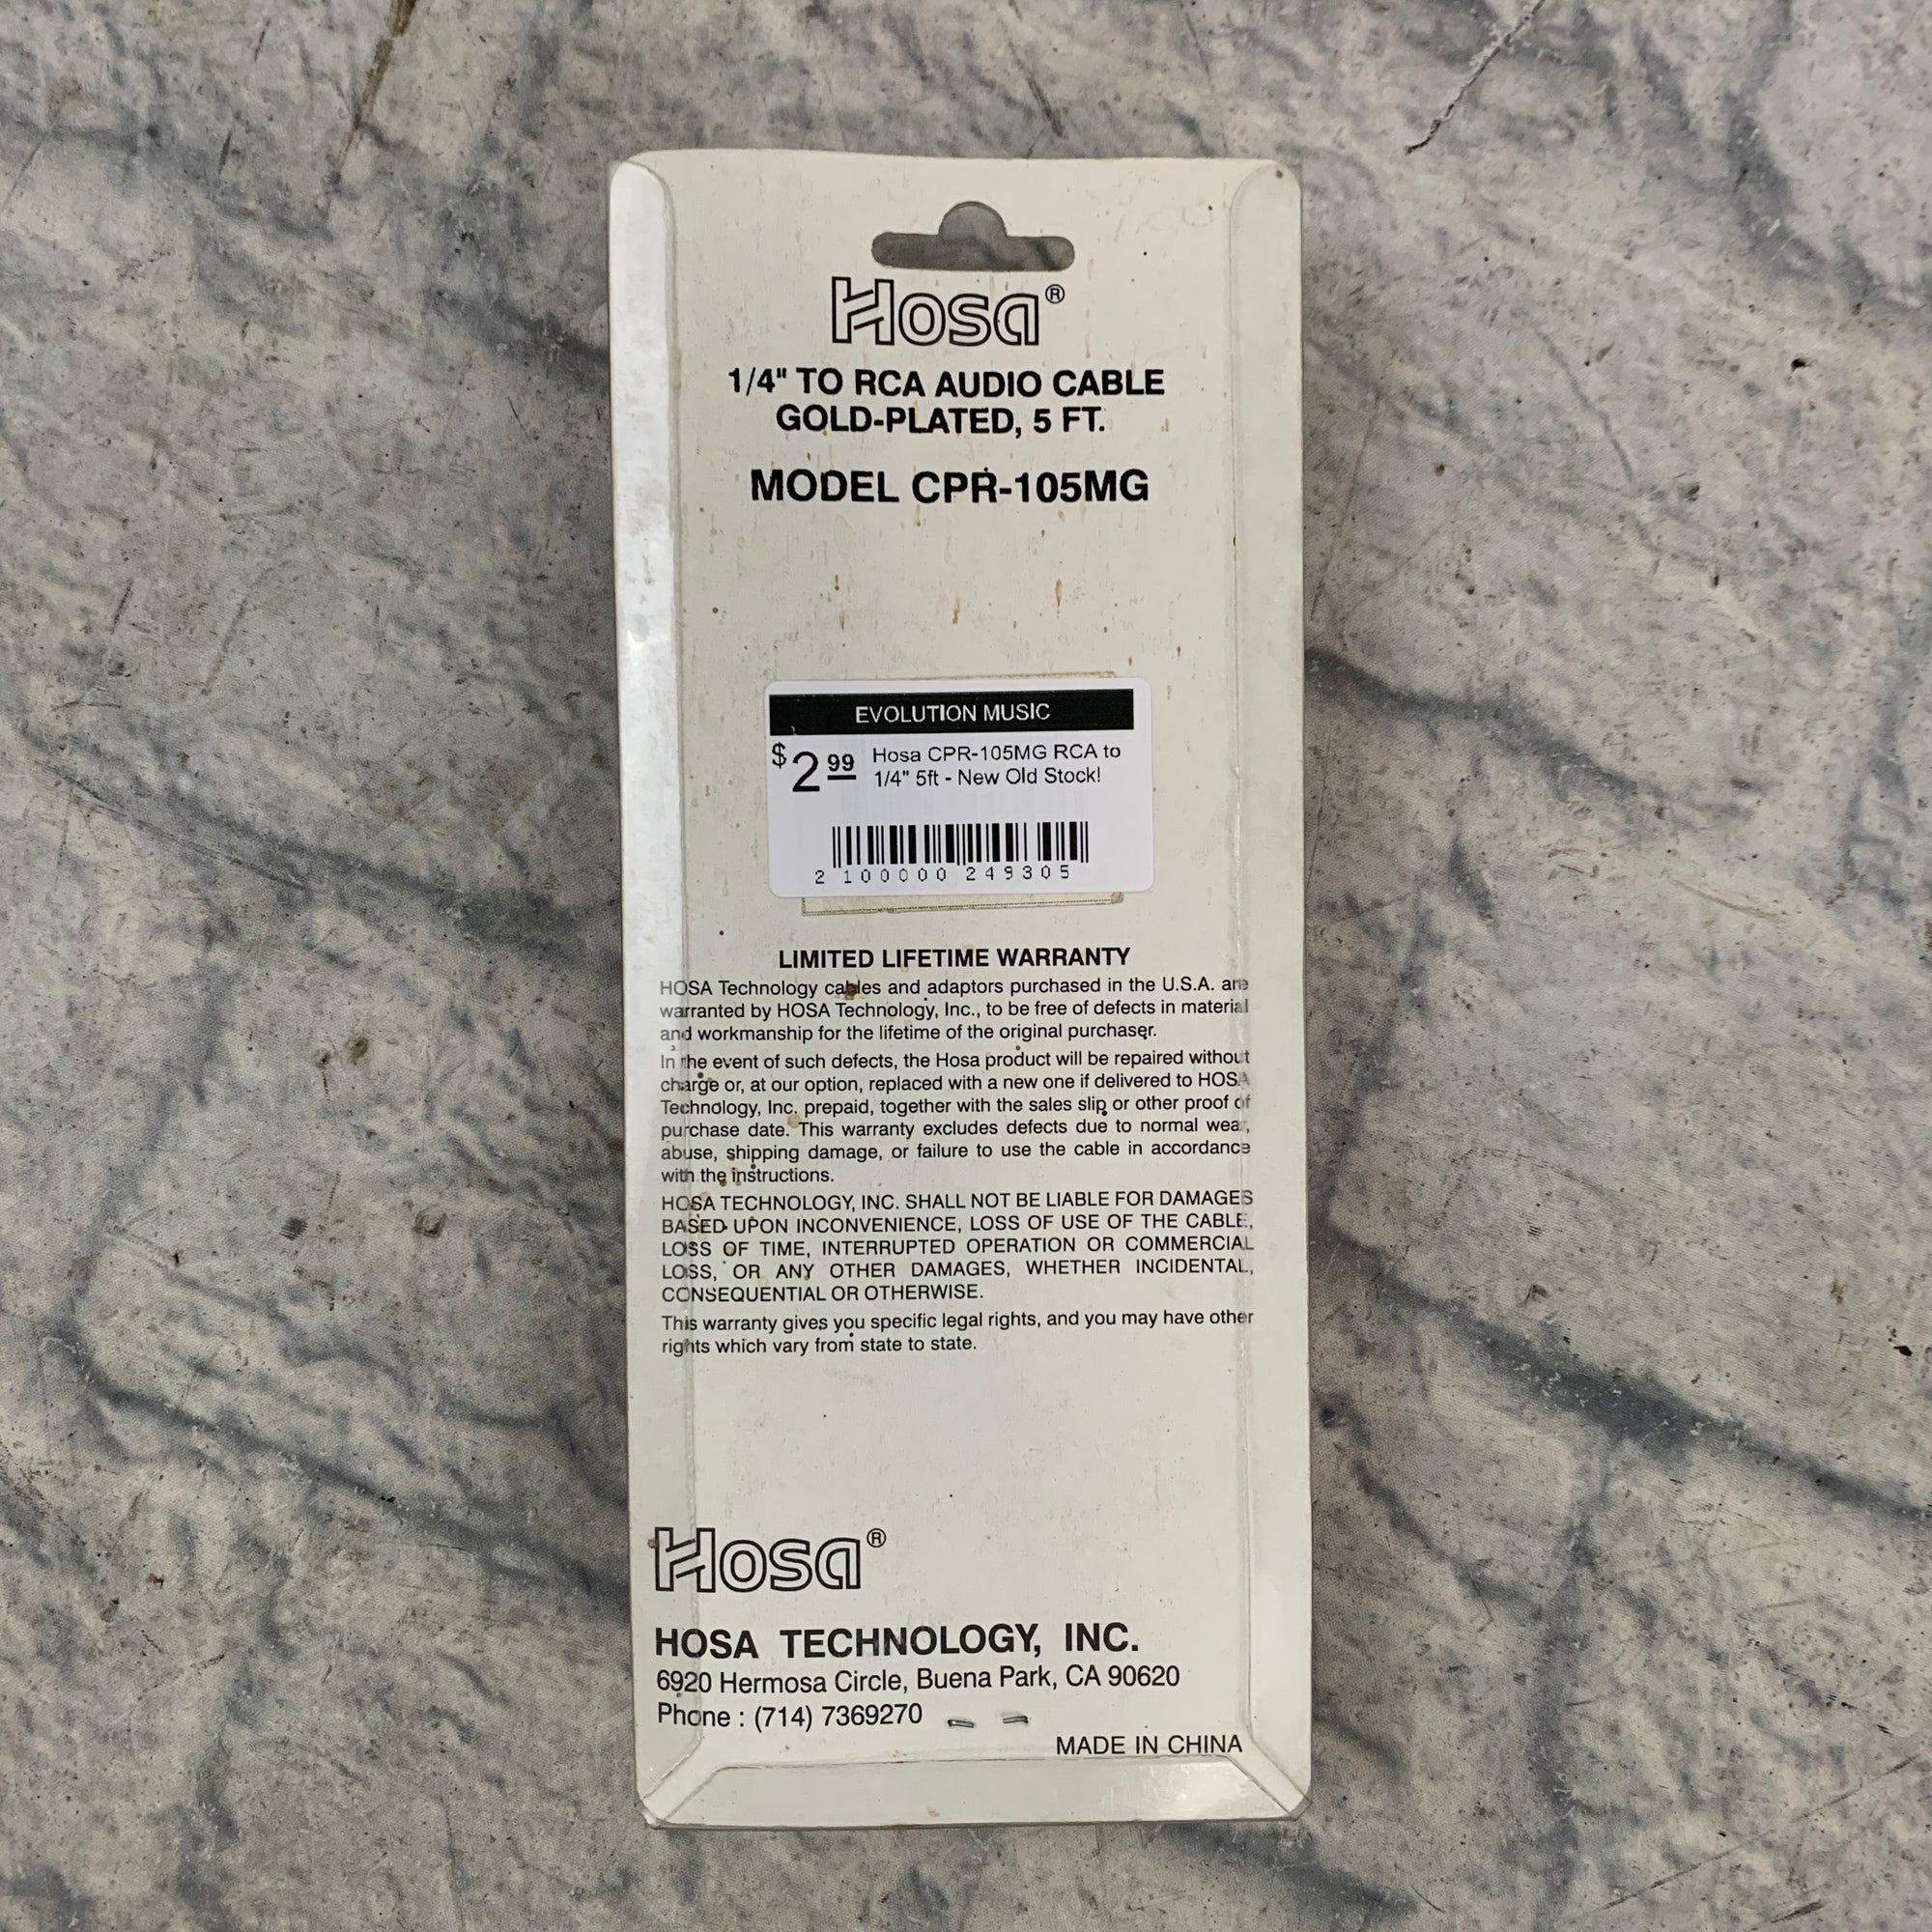 Hosa®
1/4" TO RCA AUDIO CABLE
GOLD-PLATED, 5 FT.
MODEL CPR-105MG
EVOLUTION MUSIC
$2 99
Hosa CPR-105MG RCA to
1/4" 5ft - New Old Stock!
2 100000 249305
LIMITED LIFETIME WARRANTY
HOSA Technology cables and adaptors purchased in the U.S.A. are
warranted by HOSA Technology, Inc., to be free of defects in material
and workmanship for the lifetime of the original purchaser.
In the event of such defects, the Hosa product will be repaired without
charge or, at our option, replaced with a new one if delivered to HOSA
Technology, Inc. prepaid, together with the sales slip or other proof of
purchase date. This warranty excludes defects due to normal wear,
abuse, shipping damage, or failure to use the cable in accordance
with the instructions.
HOSA TECHNOLOGY, INC. SHALL NOT BE LIABLE FOR DAMAGES
BASED UPON INCONVENIENCE, LOSS OF USE OF THE CABLE,
LOSS OF TIME, INTERRUPTED OPERATION OR COMMERCIAL
LOSS, OR ANY OTHER DAMAGES, WHETHER INCIDENTAL,
CONSEQUENTIAL OR OTHERWISE.
This warranty gives you specific legal rights, and you may have other
rights which vary from state to state.
Hosa®
HOSA TECHNOLOGY, INC.
6920 Hermosa Circle, Buena Park, CA 90620
Phone : (714) 7369270
MADE IN CHINA